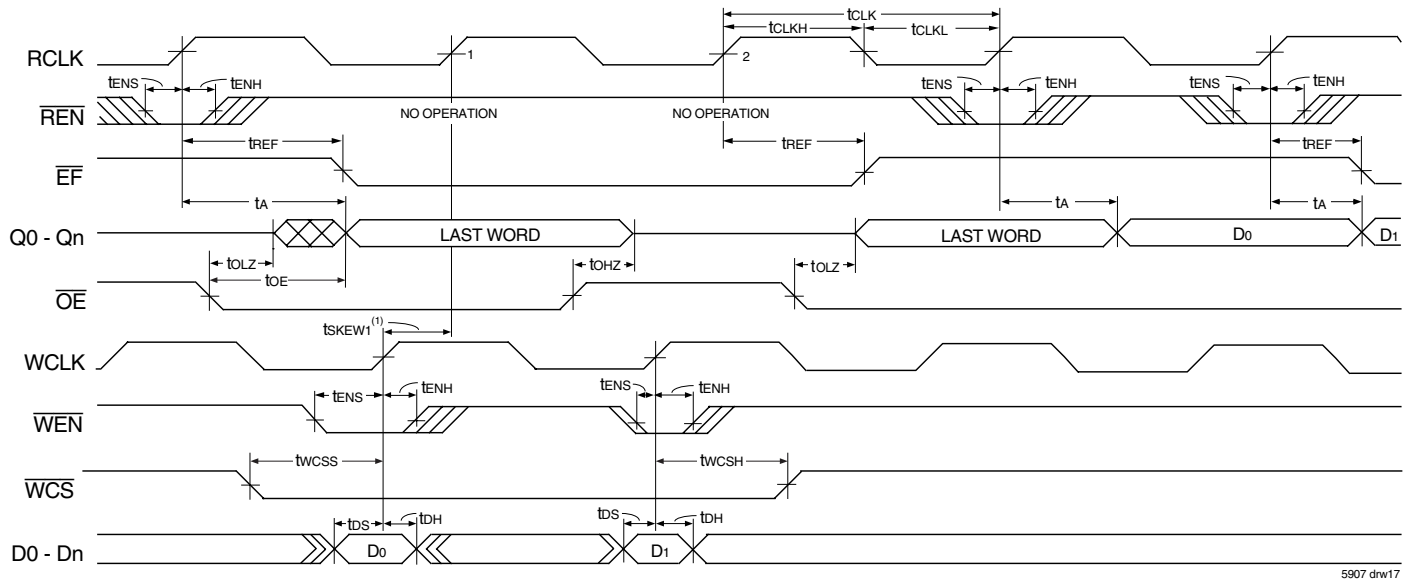 tCLK
tCLKH tCLKL
RCLK 1 2
tENS tENH tENS tENH tENS tENH
REN NO OPERATION NO OPERATION
tREF tREF tREF
EF
tA tA tA
Q0 - Qn LAST WORD LAST WORD D0 D1
tOLZ tOHZ tOLZ
tOE
OE
tSKEW1(1)
WCLK
tENS tENH tENS tENH
WEN
tWCSS tWCSH
WCS
tDS tDH tDS tDH
D0 - Dn D0 D1
5907 drw17